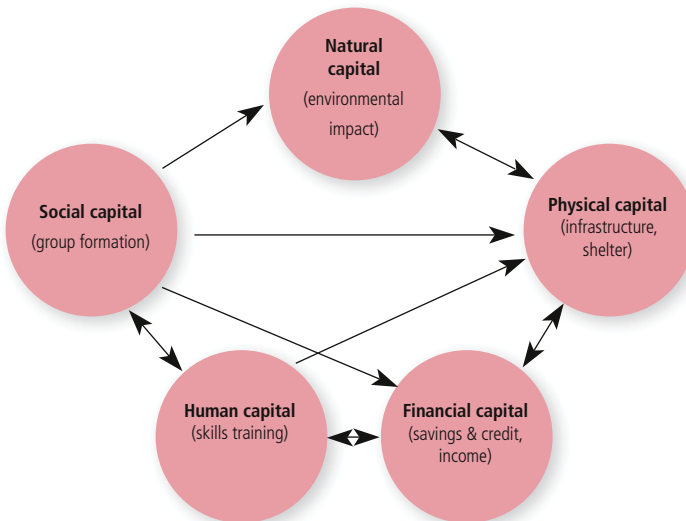 Natural
capital
(environmental
impact)
Social capital
(group formation)
Physical capital
(infrastructure,
shelter)
Human capital
(skills training)
Financial capital
(savings & credit,
income)